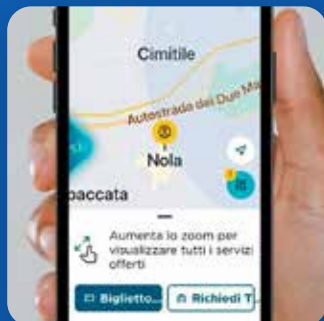 Cimitile
Autostrada dei Due Ma
Nola
paccata
Aumenta lo zoom per
visualizzare tutti i servizi
offerti
Biglietto...
Richiedi T...